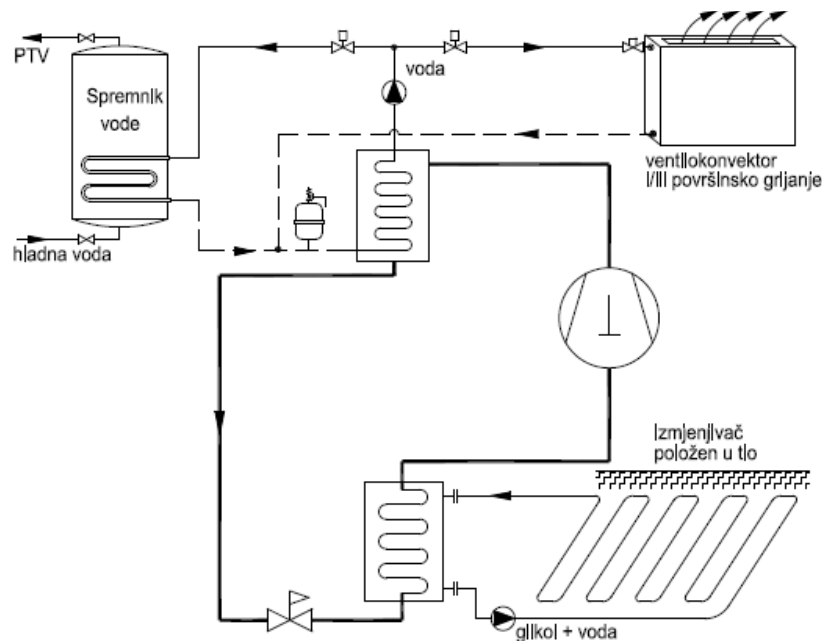 PTV
Spremnik
vode
hladna voda
voda
ventilokonvektor
I/ili površinsko grijanje
Izmjenjivač
položen u tlo
glikol + voda